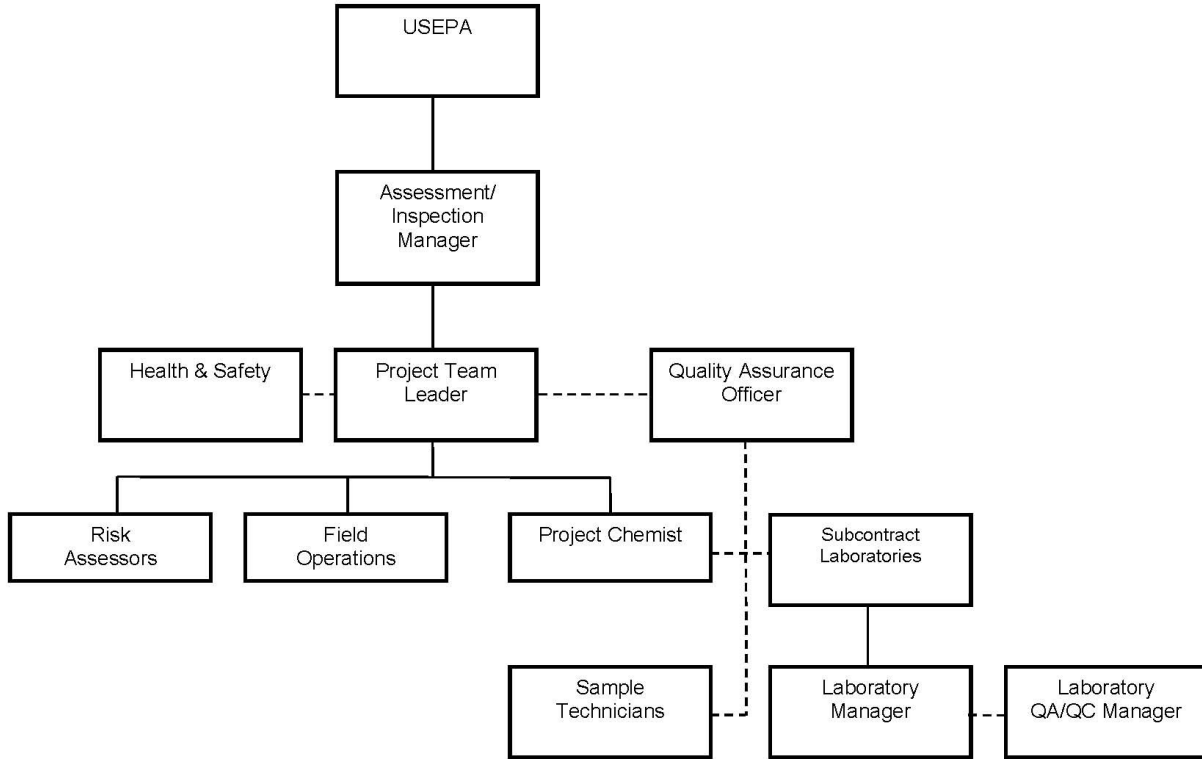 USEPA
Assessment/
Inspection
Manager
Health & Safety
Project Team
Leader
Quality Assurance
Officer
Risk
Assessors
Field
Operations
Project Chemist
Subcontract
Laboratories
Sample
Technicians
Laboratory
Manager
Laboratory
QA/QC Manager